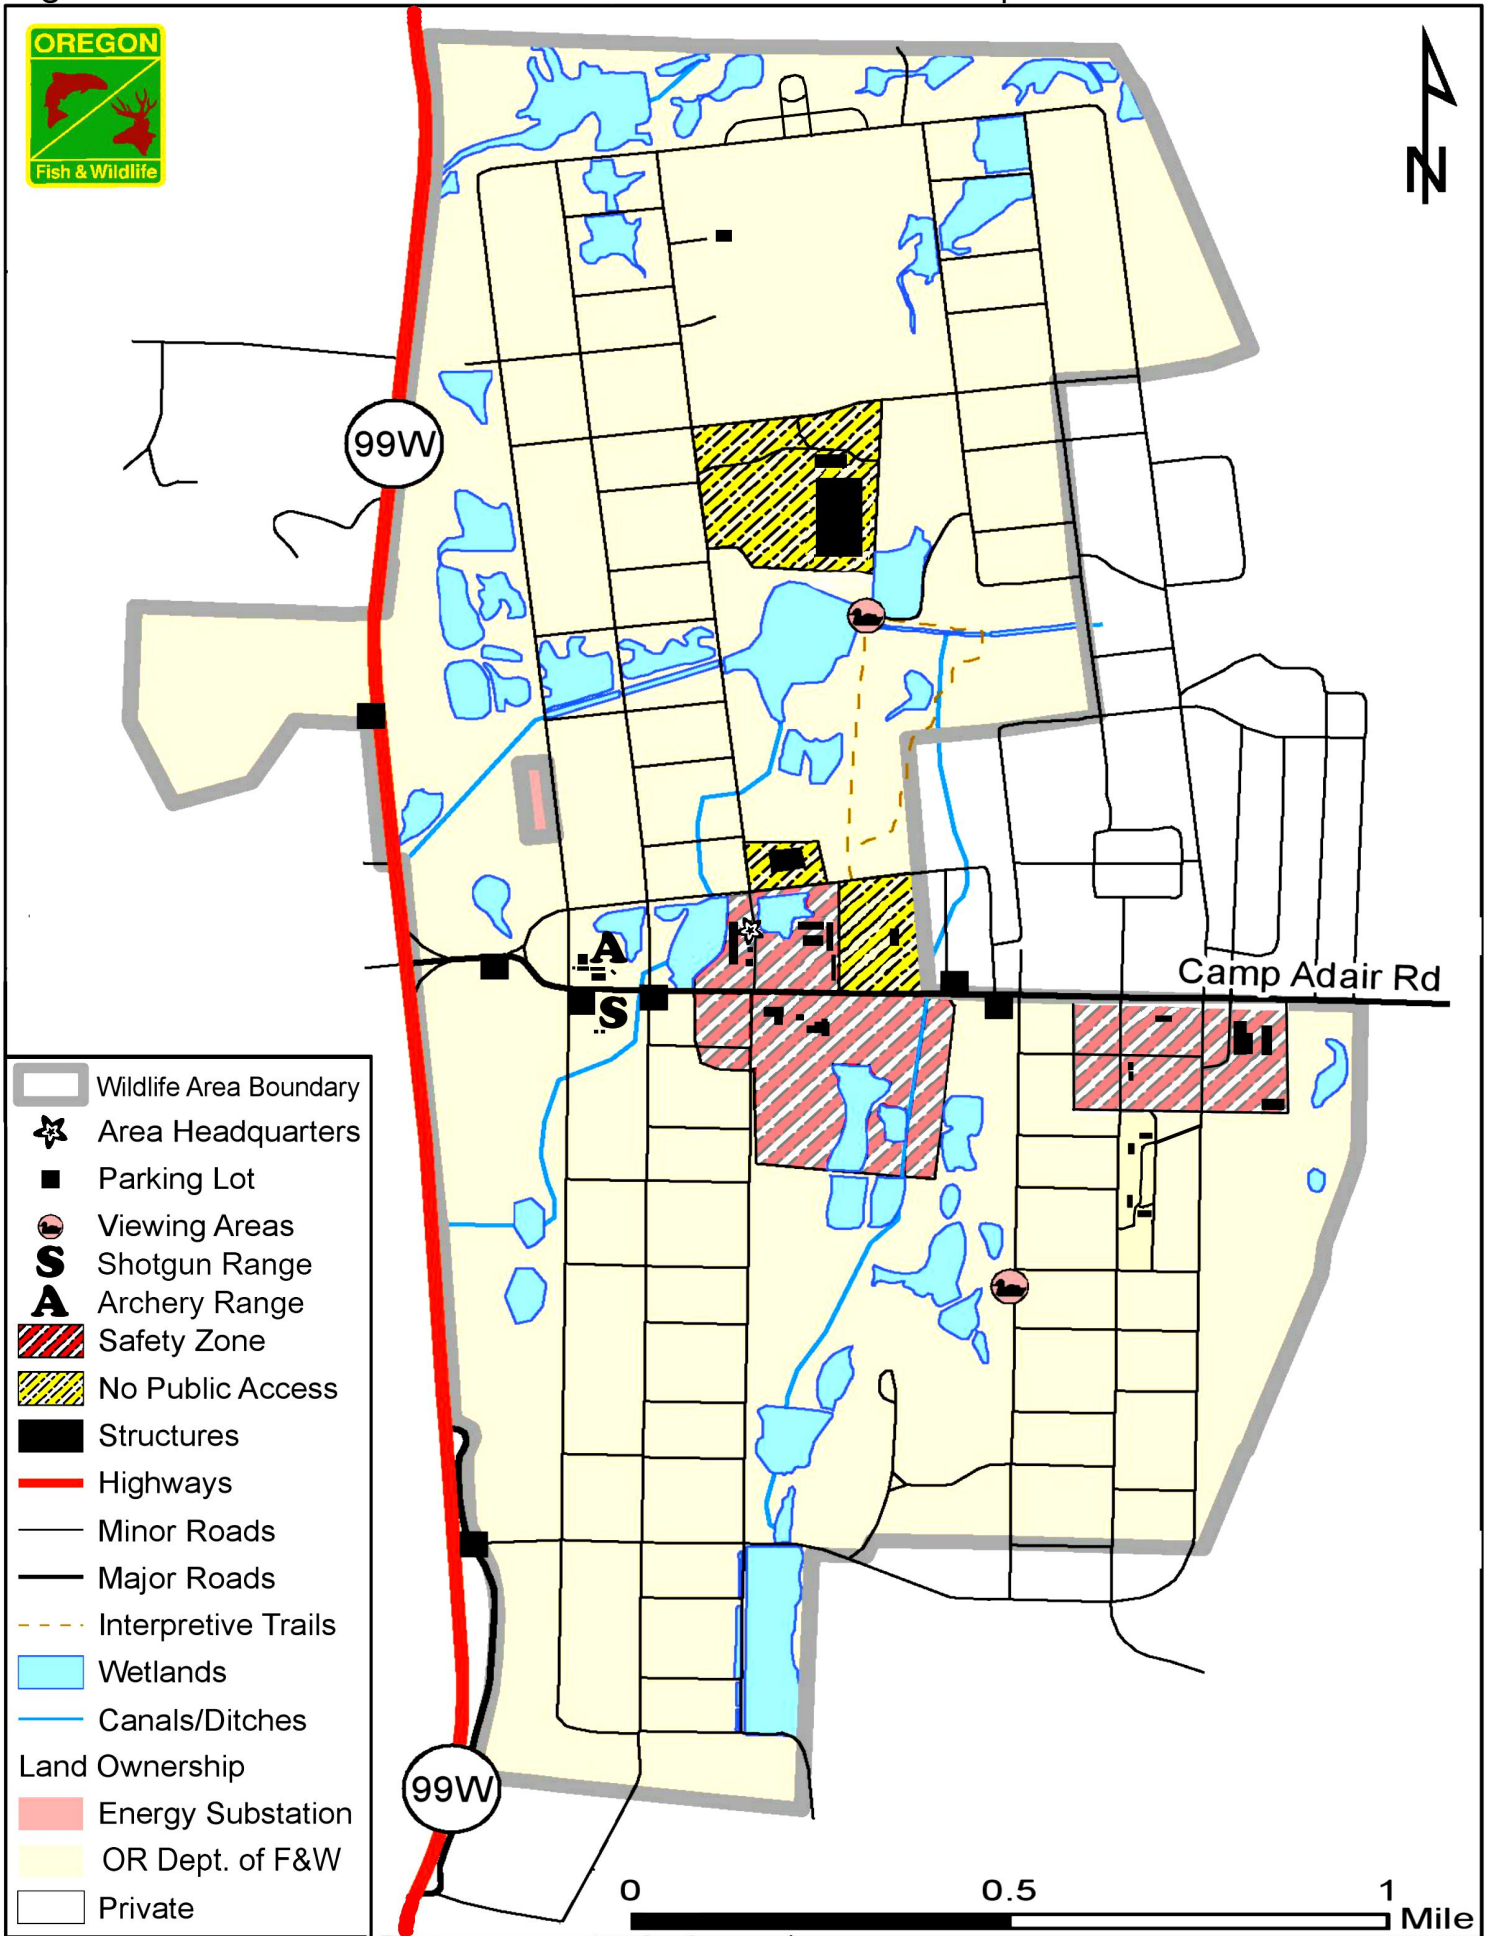 OREGON
Fish & Wildlife
N
99W
A
S
Camp Adair Rd
Wildlife Area Boundary
Area Headquarters
Parking Lot
Viewing Areas
S Shotgun Range
A Archery Range
Safety Zone
No Public Access
Structures
Highways
Minor Roads
Major Roads
Interpretive Trails
Wetlands
Canals/Ditches
Land Ownership
Energy Substation
OR Dept. of F&W
Private
99W
0 0.5 1
Mile